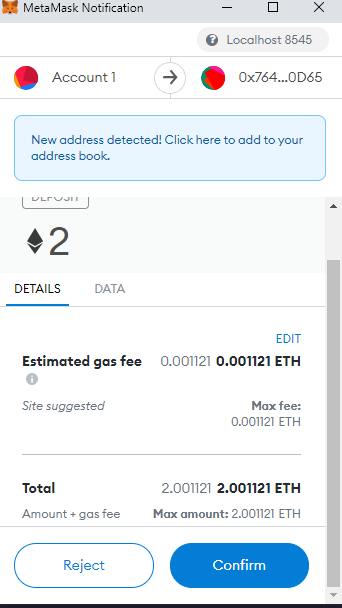 MetaMask Notification
Localhost 8545
Account 1
0x764...0D65
New address detected! Click here to add to your
address book.
DEPOSIT
2
DETAILS
DATA
EDIT
Estimated gas fee
0.001121 0.001121 ETH
Site suggested
Max fee:
0.001121 ETH
Total
2.001121 2.001121 ETH
Amount + gas fee
Max amount: 2.001121 ETH
Reject
Confirm